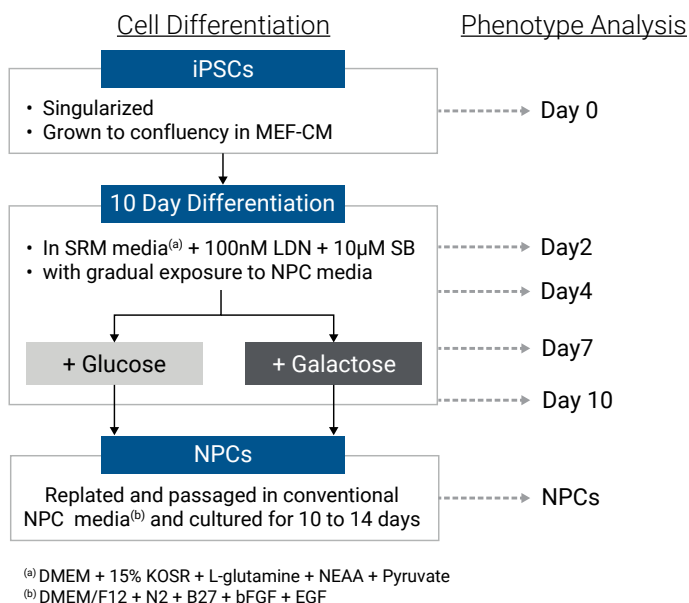 Cell Differentiation
Phenotype Analysis
iPSCs
• Singularized
• Grown to confluency in MEF-CM
Day 0
10 Day Differentiation
• In SRM media(a) + 100nM LDN + 10µM SB
• with gradual exposure to NPC media
Day2
Day4
+ Glucose
+ Galactose
Day7
Day 10
NPCs
Replated and passaged in conventional
NPC media(b) and cultured for 10 to 14 days
NPCs
(a) DMEM + 15% KOSR + L-glutamine + NEAA + Pyruvate
(b) DMEM/F12 + N2 + B27 + bFGF + EGF